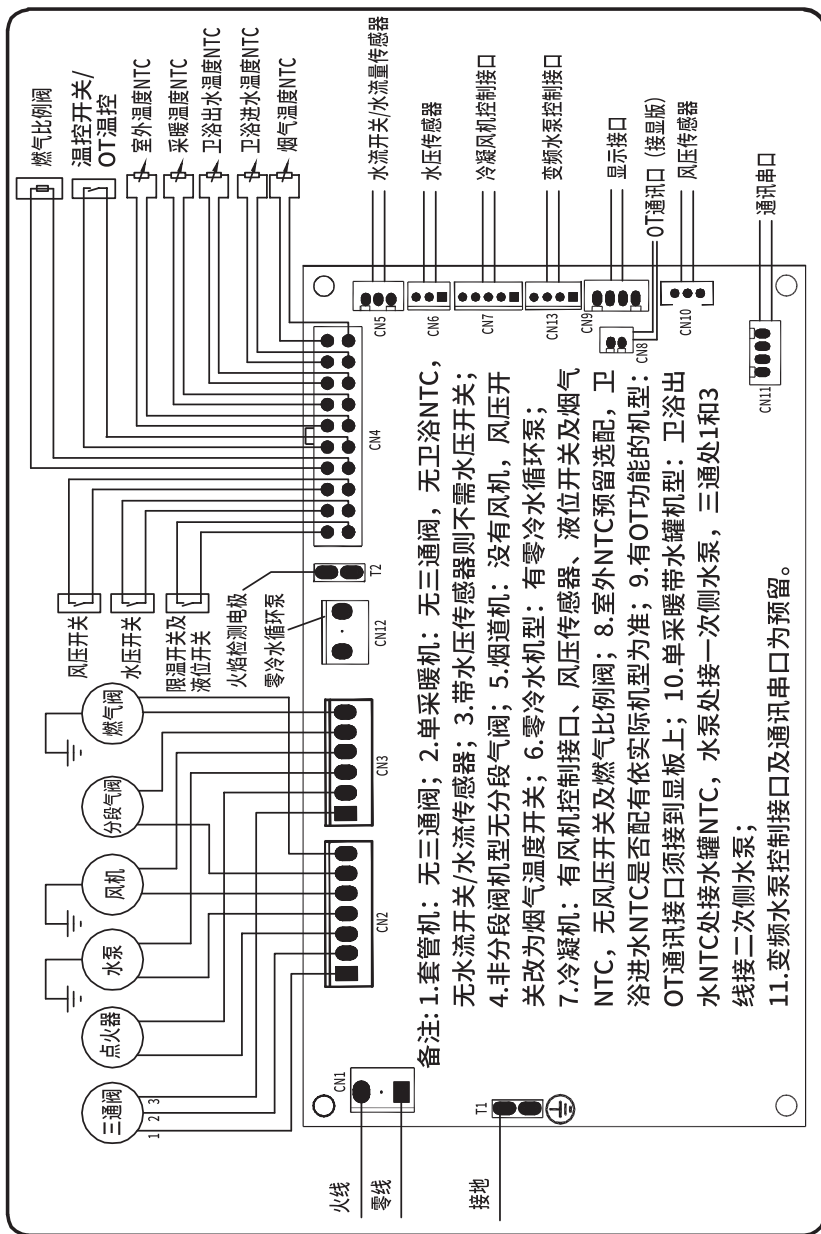 燃气比例阀
温控开关/
OT温控
室外温度NTC
采暖温度NTC
卫浴出水温度NTC
卫浴进水温度NTC
烟气温度NTC
水流开关/水流量传感器
水压传感器
冷凝风机控制接口
变频水泵控制接口
显示接口
OT通讯口（接显版）
风压传感器
通讯串口
CN5
CN6
CN7
CN13
CN9
CN8
CN10
CN11
CN4
风压开关
水压开关
限温开关及
液位开关
火焰检测电极
零冷水循环泵
T2
CN12
燃气阀
分段气阀
风机
水泵
点火器
三通阀
1
2
3
CN3
CN2
CN1
T1
火线
零线
接地
备注: 1.套管机：无三通阀；2.单采暖机：无三通阀，无卫浴NTC，
无水流开关/水流传感器；3.带水压传感器则不需水压开关；
4.非分段阀机型无分段气阀；5.烟道机：没有风机，风压开
关改为烟气温度开关；6.零冷水机型：有零冷水循环泵；
7.冷凝机：有风机控制接口、风压传感器、液位开关及烟气
NTC，无风压开关及燃气比例阀；8.室外NTC预留选配，卫
浴进水NTC是否配有依实际机型为准；9.有OT功能的机型：
OT通讯接口须接到显板上；10.单采暖带水罐机型：卫浴出
水NTC处接水罐NTC，水泵处接一次侧水泵，三通处1和3
线接二次侧水泵；
11.变频水泵控制接口及通讯串口为预留。